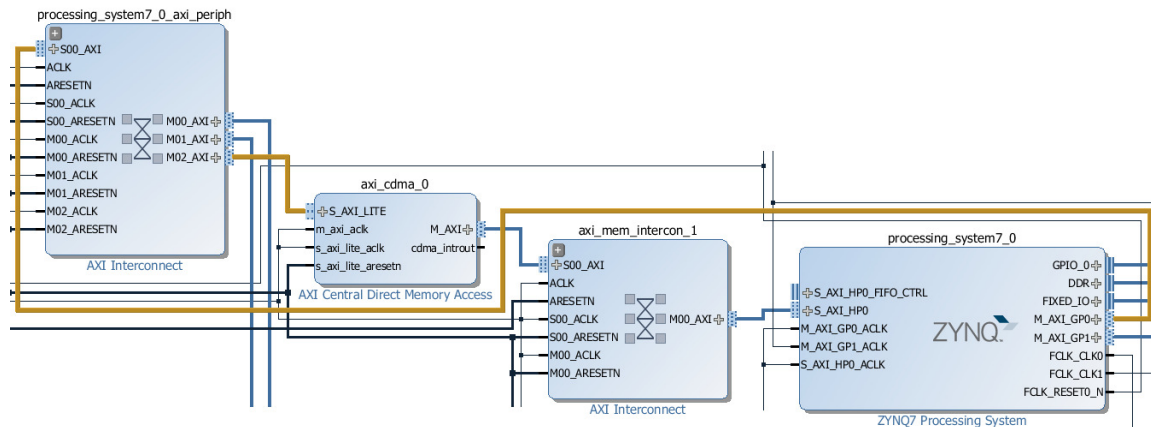 processing_system7_0_axi_periph
S00_AXI
ACLK
ARESETN
S00_ACLK
S00_ARESETN
M00_ACLK
M00_ARESETN
M01_ACLK
M01_ARESETN
M02_ACLK
M02_ARESETN
M00_AXI
M01_AXI
M02_AXI
AXI Interconnect
axi_cdma_0
S_AXI_LITE
m_axi_aclk
s_axi_lite_aclk
s_axi_lite_aresetn
M_AXI
cdma_introut
AXI Central Direct Memory Access
axi_mem_intercon_1
S00_AXI
ACLK
ARESETN
S00_ACLK
S00_ARESETN
M00_ACLK
M00_ARESETN
M00_AXI
AXI Interconnect
processing_system7_0
S_AXI_HP0_FIFO_CTRL
S_AXI_HP0
M_AXI_GP0_ACLK
M_AXI_GP1_ACLK
S_AXI_HP0_ACLK
ZYNQ
GPIO_0
DDR
FIXED_IO
M_AXI_GP0
M_AXI_GP1
FCLK_CLK0
FCLK_CLK1
FCLK_RESET0_N
ZYNQ7 Processing System